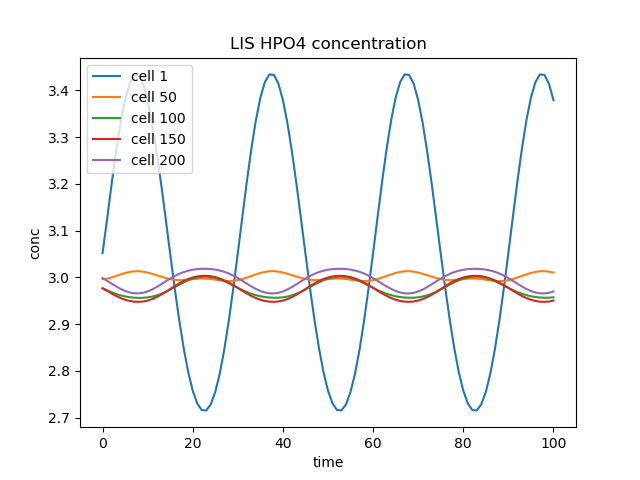 LIS HPO4 concentration
cell 1
cell 50
cell 100
cell 150
cell 200
conc
3.4
3.3
3.2
3.1
3.0
2.9
2.8
2.7
0 20 40 60 80 100
time